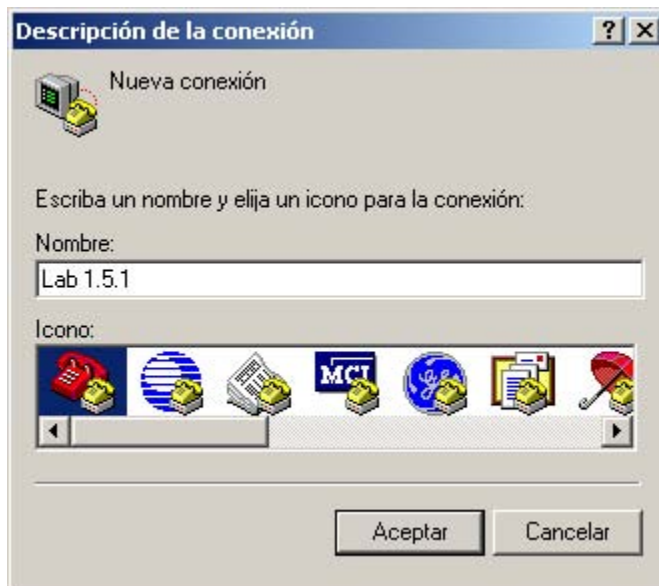 Descripción de la conexión
Nueva conexión
Escriba un nombre y elija un icono para la conexión:
Nombre:
Lab 1.5.1
Icono:
MCI
Aceptar
Cancelar